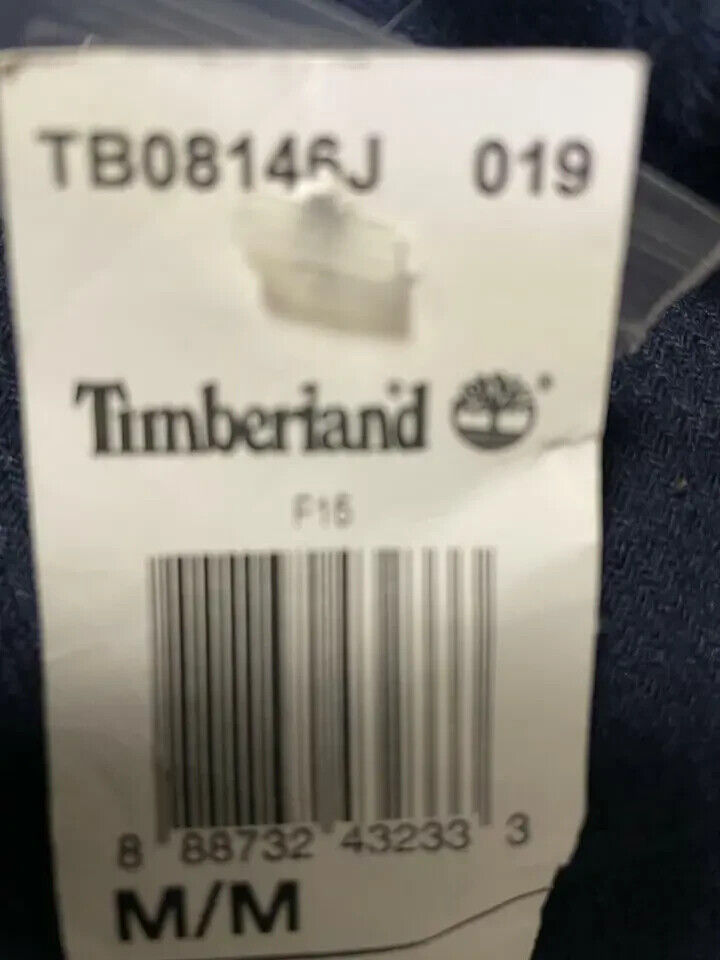 TB08146J 019
Timberland
F15
8 88732 43233 3
M/M